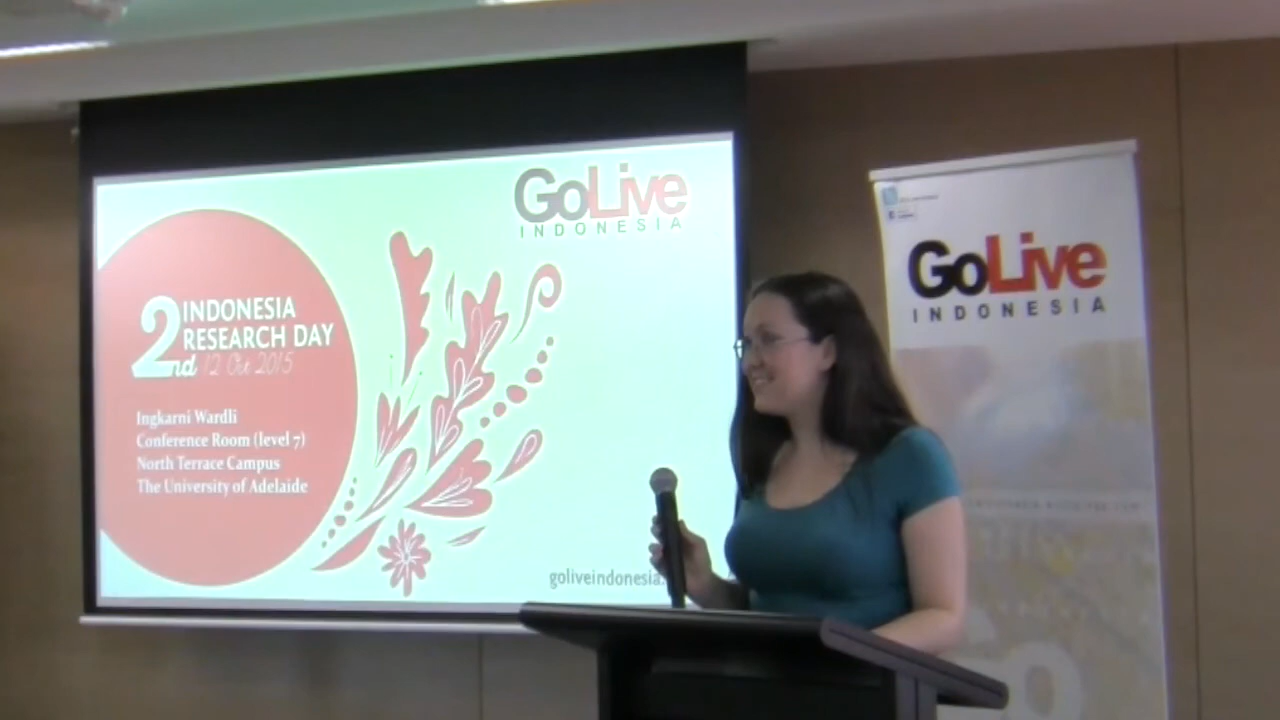 GoLive
INDONESIA
2nd
INDONESIA
RESEARCH DAY
12 Oct 2015
Ingkarni Wardli
Conference Room (level 7)
North Terrace Campus
The University of Adelaide
goliveindonesia.
GoLive
INDONESIA